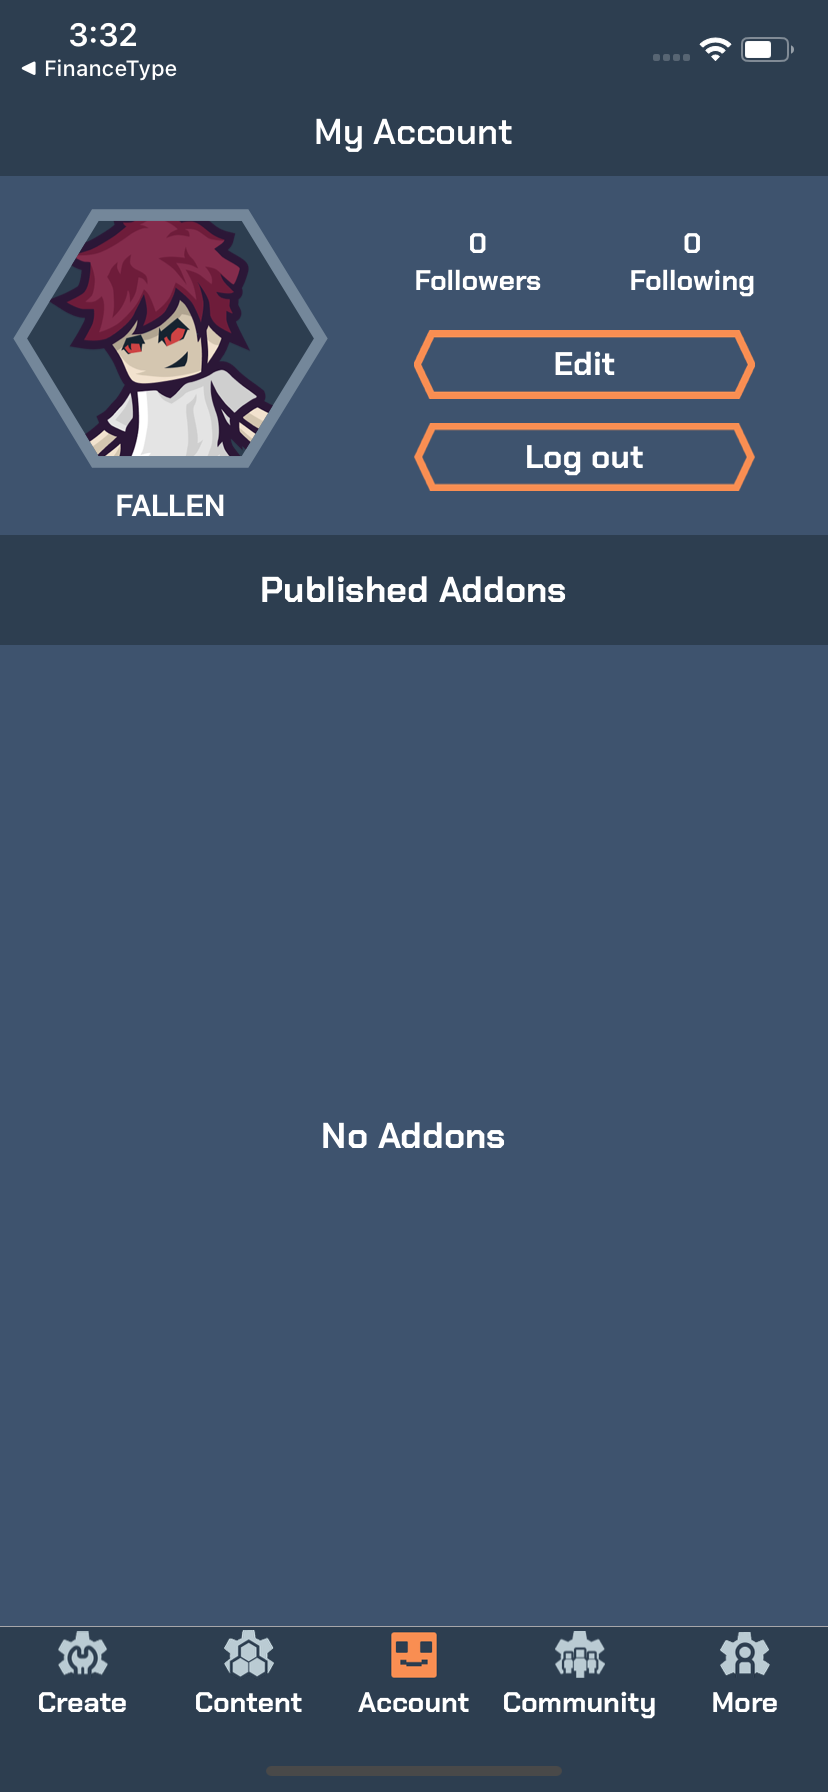 3:32
◀ FinanceType
My Account
0
Followers
0
Following
Edit
Log out
FALLEN
Published Addons
No Addons
Create
Content
Account
Community
More